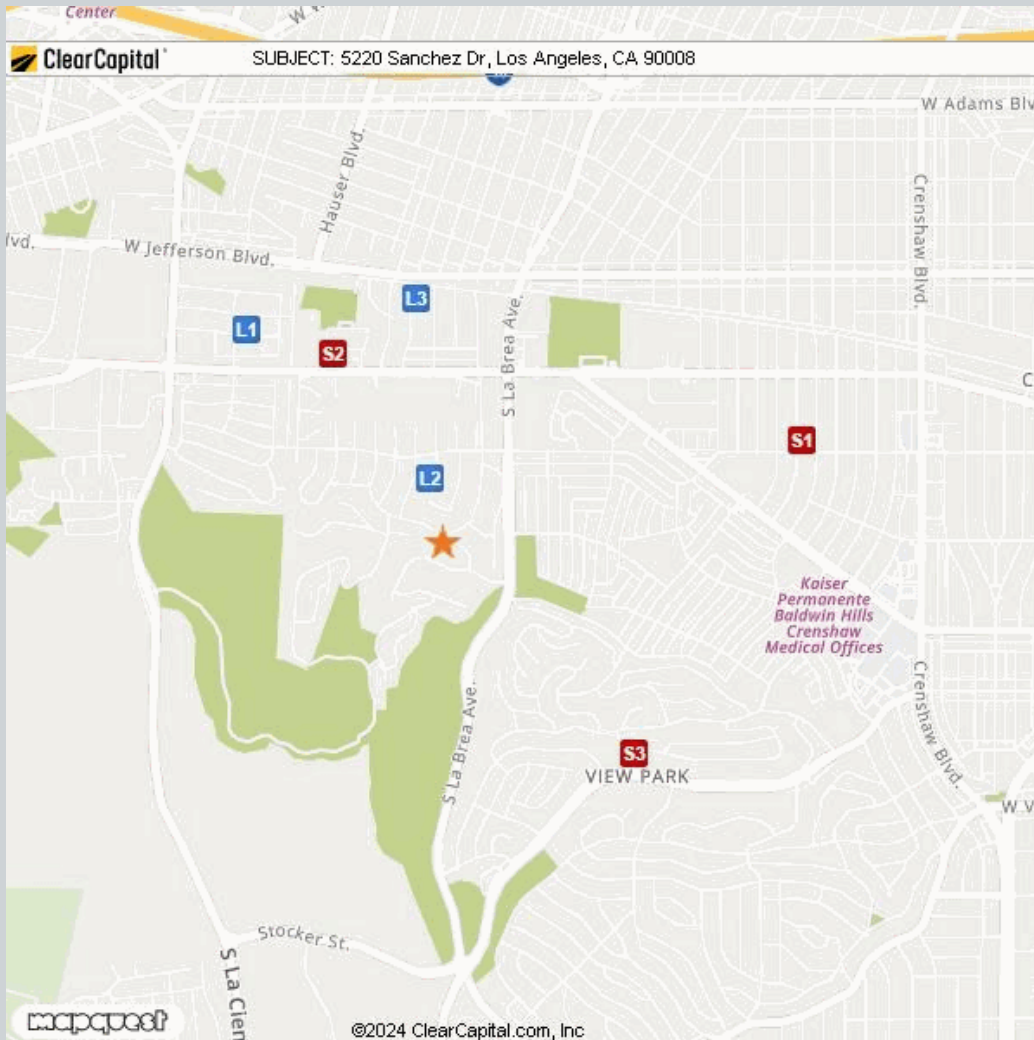 Center
ClearCapital
SUBJECT: 5220 Sanchez Dr, Los Angeles, CA 90008
W Adams Blv
Hauser Blvd.
Crenshaw Blvd.
lvd.
W Jefferson Blvd.
L3
L1
S2
S La Brea Ave.
C
S1
L2
Kaiser
Permanente
Baldwin Hills
Crenshaw
Medical Offices
S La Brea Ave.
S3
VIEW PARK
Crenshaw Blvd.
W V
Stocker St.
S La Cien
mapquest
©2024 ClearCapital.com, Inc